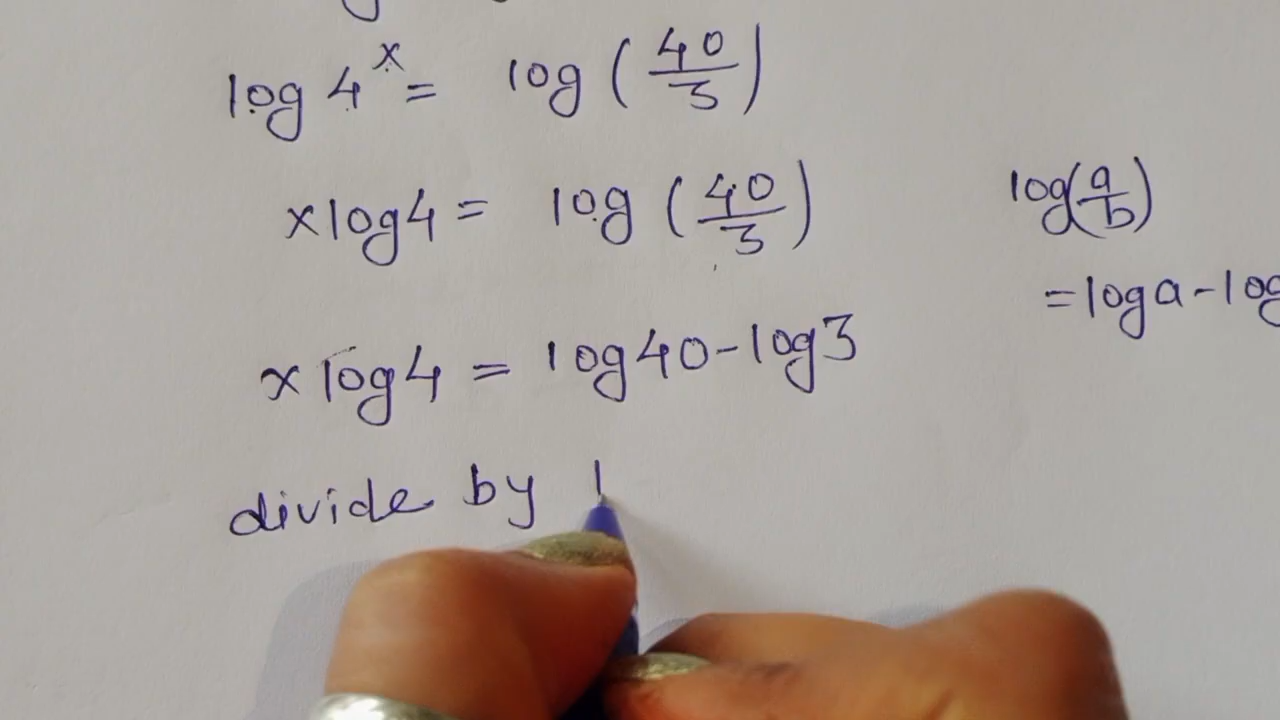 log 4^x = log (40/3)
x log 4 = log (40/3)
x log 4 = log 40 - log 3
divide by l
log(a/b)
= log a - log